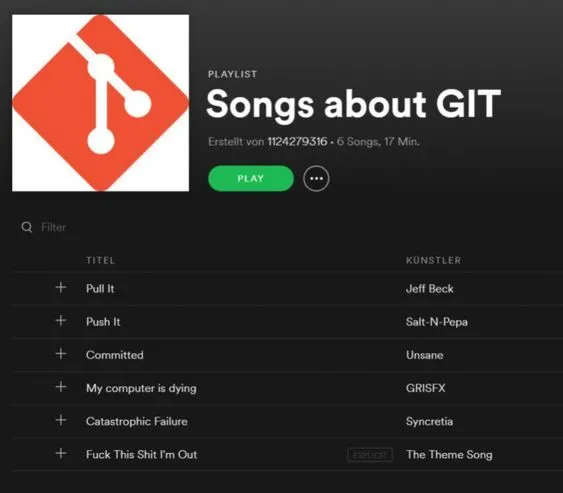 PLAYLIST
Songs about GIT
Erstellt von 1124279316 • 6 Songs, 17 Min.
PLAY
Filter
TITEL KÜNSTLER
Pull It Jeff Beck
Push It Salt-N-Pepa
Committed Unsane
My computer is dying GRISFX
Catastrophic Failure Syncretia
Fuck This Shit I'm Out EXPLICIT The Theme Song